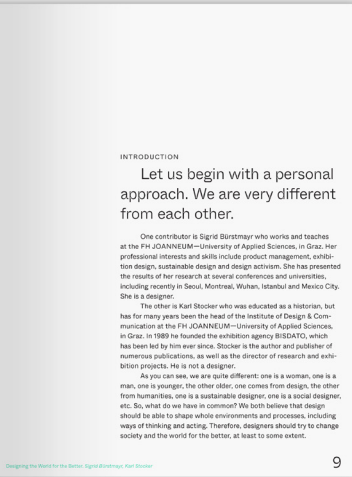 INTRODUCTION
Let us begin with a personal
approach. We are very different
from each other.
One contributor is Sigrid Bürstmayr who works and teaches
at the FH JOANNEUM—University of Applied Sciences, in Graz. Her
professional interests and skills include product management, exhibi-
tion design, sustainable design and design activism. She has presented
the results of her research at several conferences and universities,
including recently in Seoul, Montreal, Wuhan, Istanbul and Mexico City.
She is a designer.
The other is Karl Stocker who was educated as a historian, but
has for many years been the head of the Institute of Design & Com-
munication at the FH JOANNEUM—University of Applied Sciences,
in Graz. In 1989 he founded the exhibition agency BISDATO, which
has been led by him ever since. Stocker is the author and publisher of
numerous publications, as well as the director of research and exhi-
bition projects. He is not a designer.
As you can see, we are quite different: one is a woman, one is a
man, one is younger, the other older, one comes from design, the other
from humanities, one is a sustainable designer, one is a social designer,
etc. So, what do we have in common? We both believe that design
should be able to shape whole environments and processes, including
ways of thinking and acting. Therefore, designers should try to change
society and the world for the better, at least to some extent.
Designing the World for the Better. Sigrid Bürstmayr, Karl Stocker
9